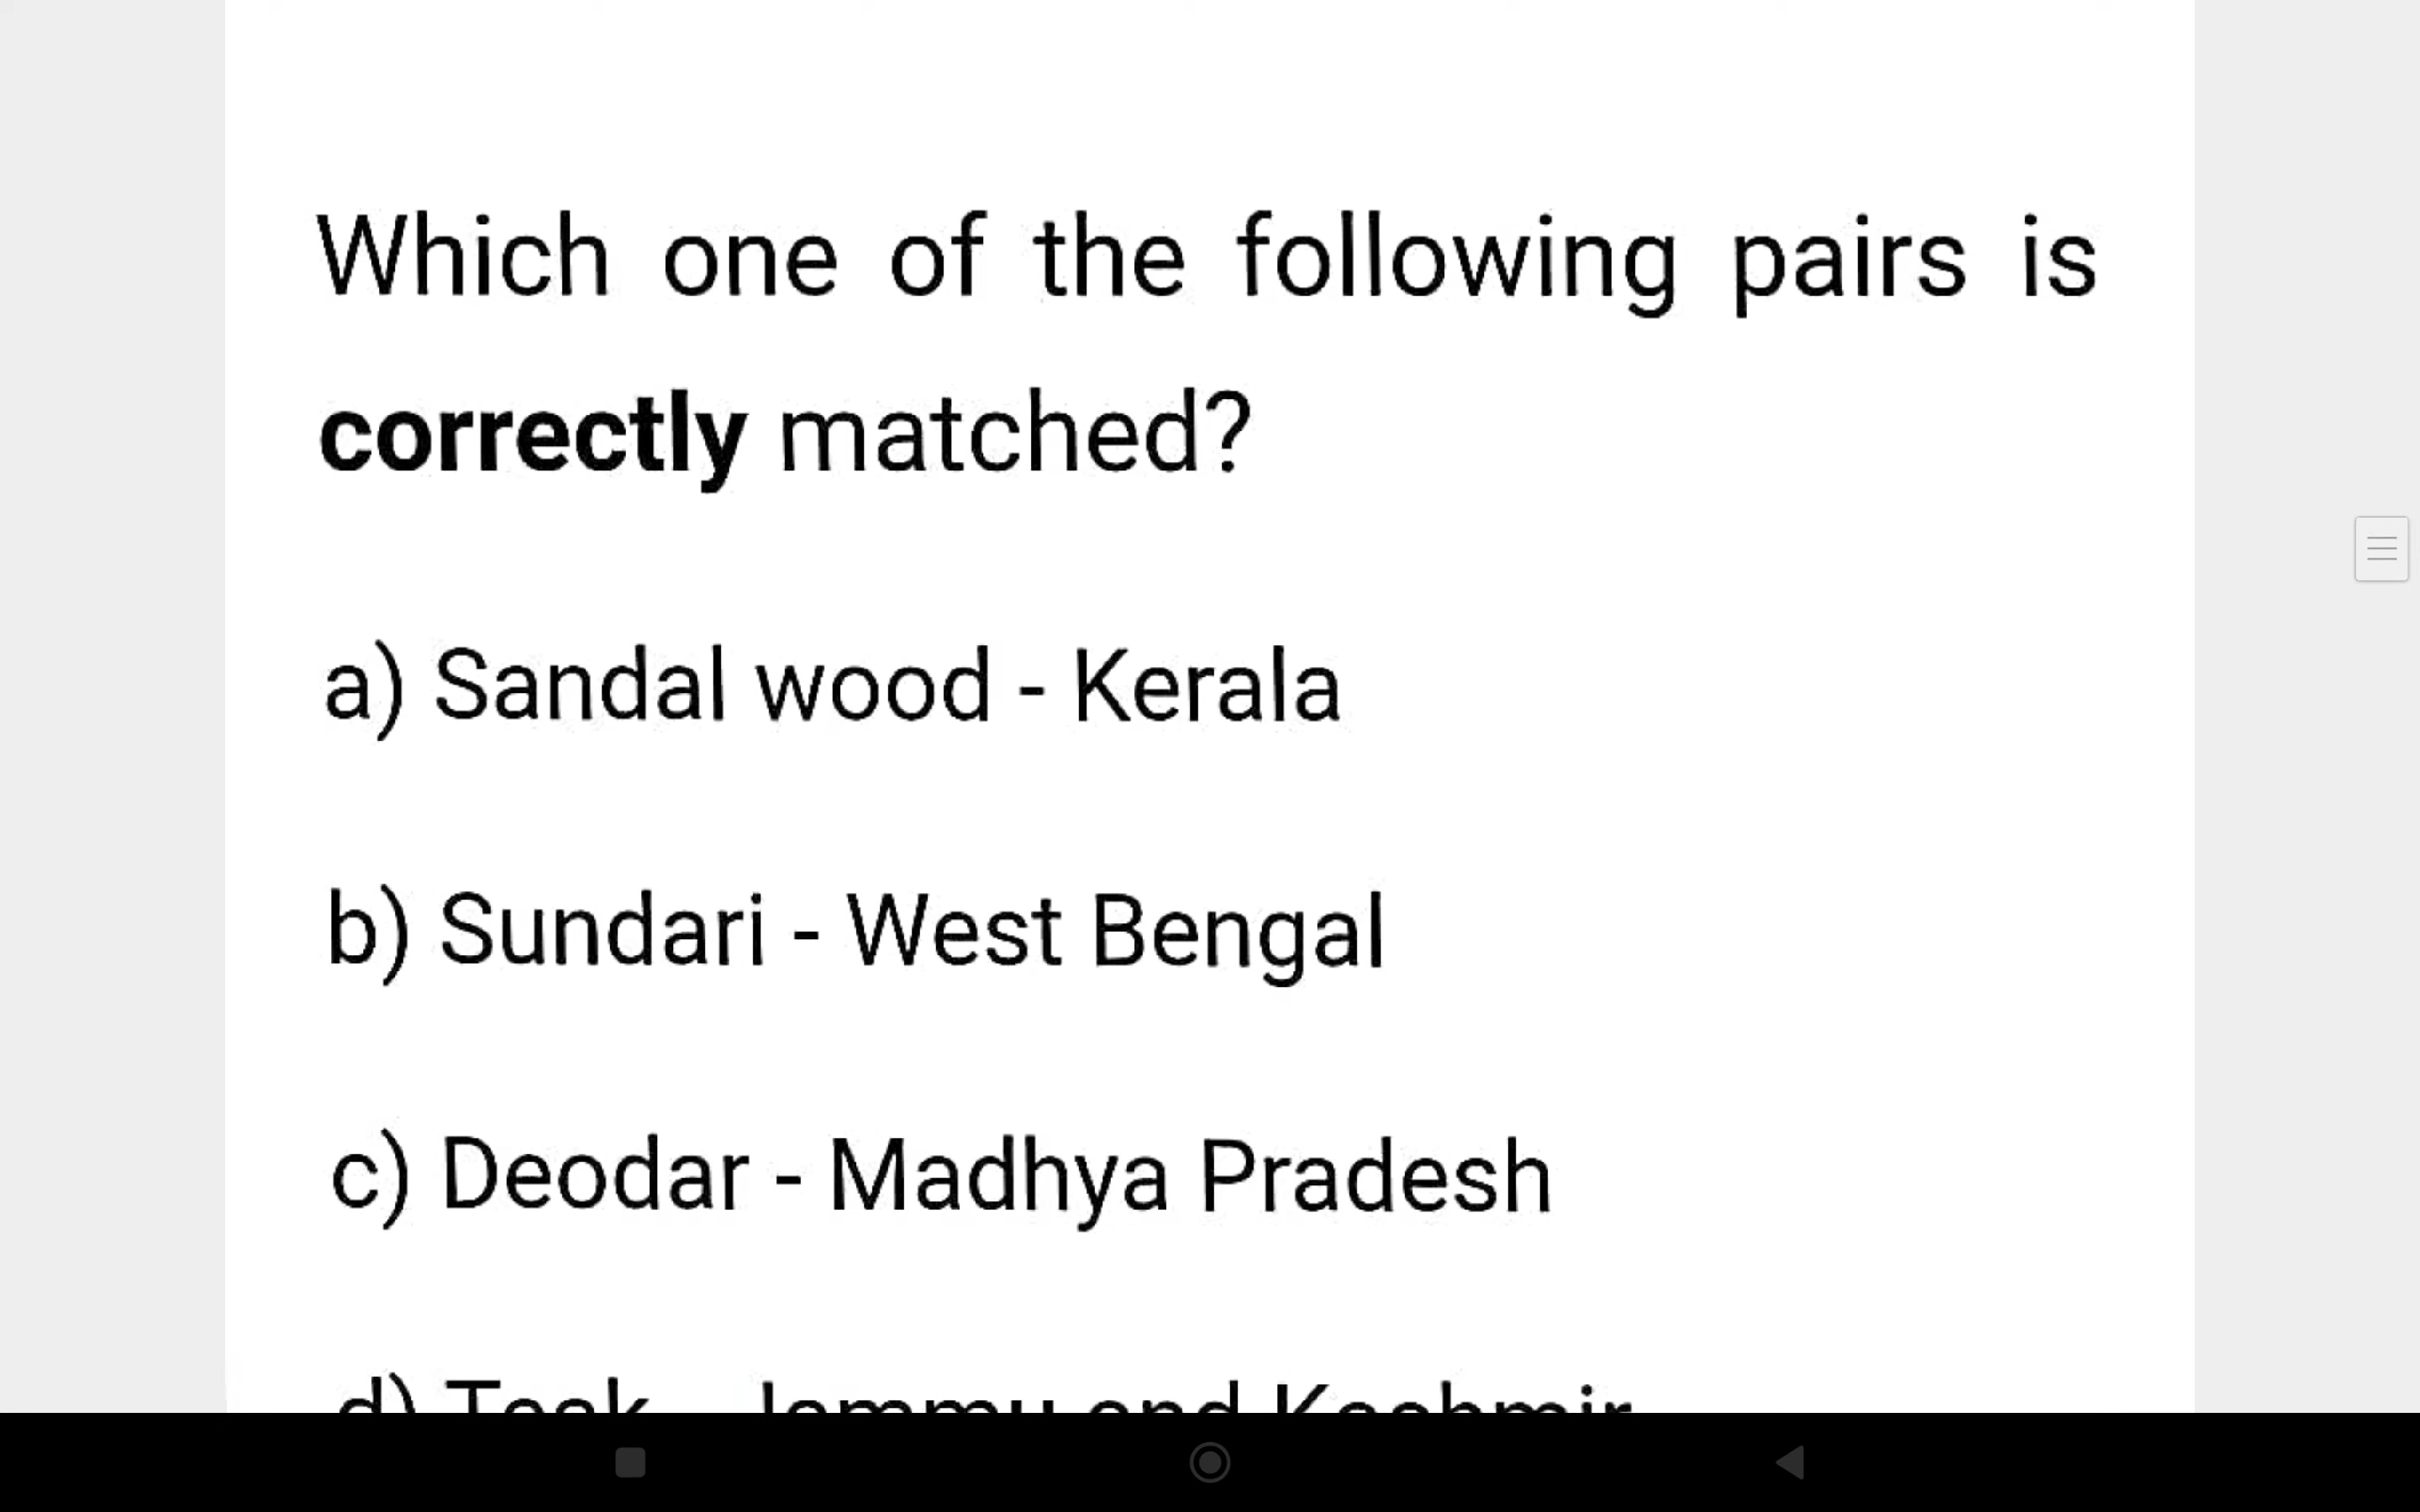 Which one of the following pairs is
correctly matched?
a) Sandal wood - Kerala
b) Sundari - West Bengal
c) Deodar - Madhya Pradesh
d) Teak - Jammu and Kashmir